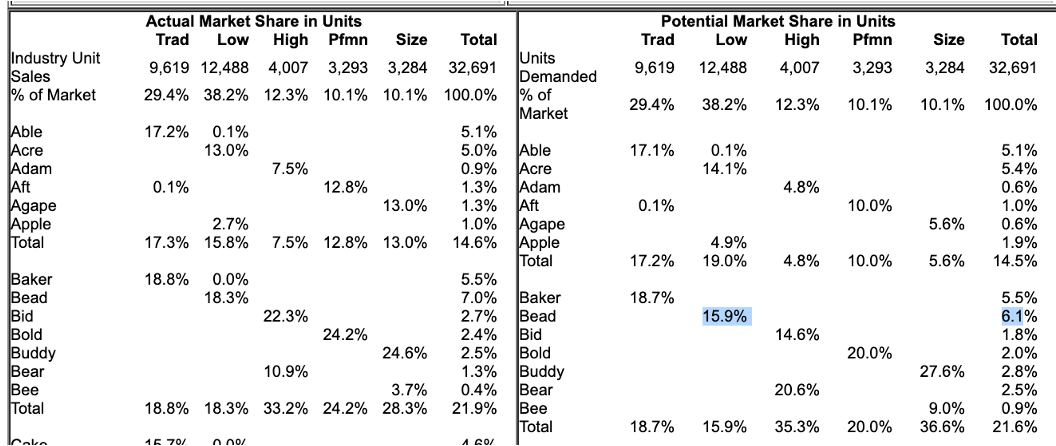 Actual Market Share in Units
Trad Low High Pfmn Size Total
Industry Unit
Sales 9,619 12,488 4,007 3,293 3,284 32,691
% of Market 29.4% 38.2% 12.3% 10.1% 10.1% 100.0%
Able 17.2% 0.1% 5.1%
Acre 13.0% 5.0%
Adam 7.5% 0.9%
Aft 0.1% 12.8% 1.3%
Agape 13.0% 1.3%
Apple 2.7% 1.0%
Total 17.3% 15.8% 7.5% 12.8% 13.0% 14.6%
Baker 18.8% 0.0% 5.5%
Bead 18.3% 7.0%
Bid 22.3% 2.7%
Bold 24.2% 2.4%
Buddy 24.6% 2.5%
Bear 10.9% 1.3%
Bee 3.7% 0.4%
Total 18.8% 18.3% 33.2% 24.2% 28.3% 21.9%
Cake 15.7% 0.0% 4.6%
Potential Market Share in Units
Trad Low High Pfmn Size Total
Units
Demanded 9,619 12,488 4,007 3,293 3,284 32,691
% of
Market 29.4% 38.2% 12.3% 10.1% 10.1% 100.0%
Able 17.1% 0.1% 5.1%
Acre 14.1% 5.4%
Adam 4.8% 0.6%
Aft 0.1% 10.0% 1.0%
Agape 5.6% 0.6%
Apple 4.9% 1.9%
Total 17.2% 19.0% 4.8% 10.0% 5.6% 14.5%
Baker 18.7% 5.5%
Bead 15.9% 6.1%
Bid 14.6% 1.8%
Bold 20.0% 2.0%
Buddy 27.6% 2.8%
Bear 20.6% 2.5%
Bee 9.0% 0.9%
Total 18.7% 15.9% 35.3% 20.0% 36.6% 21.6%